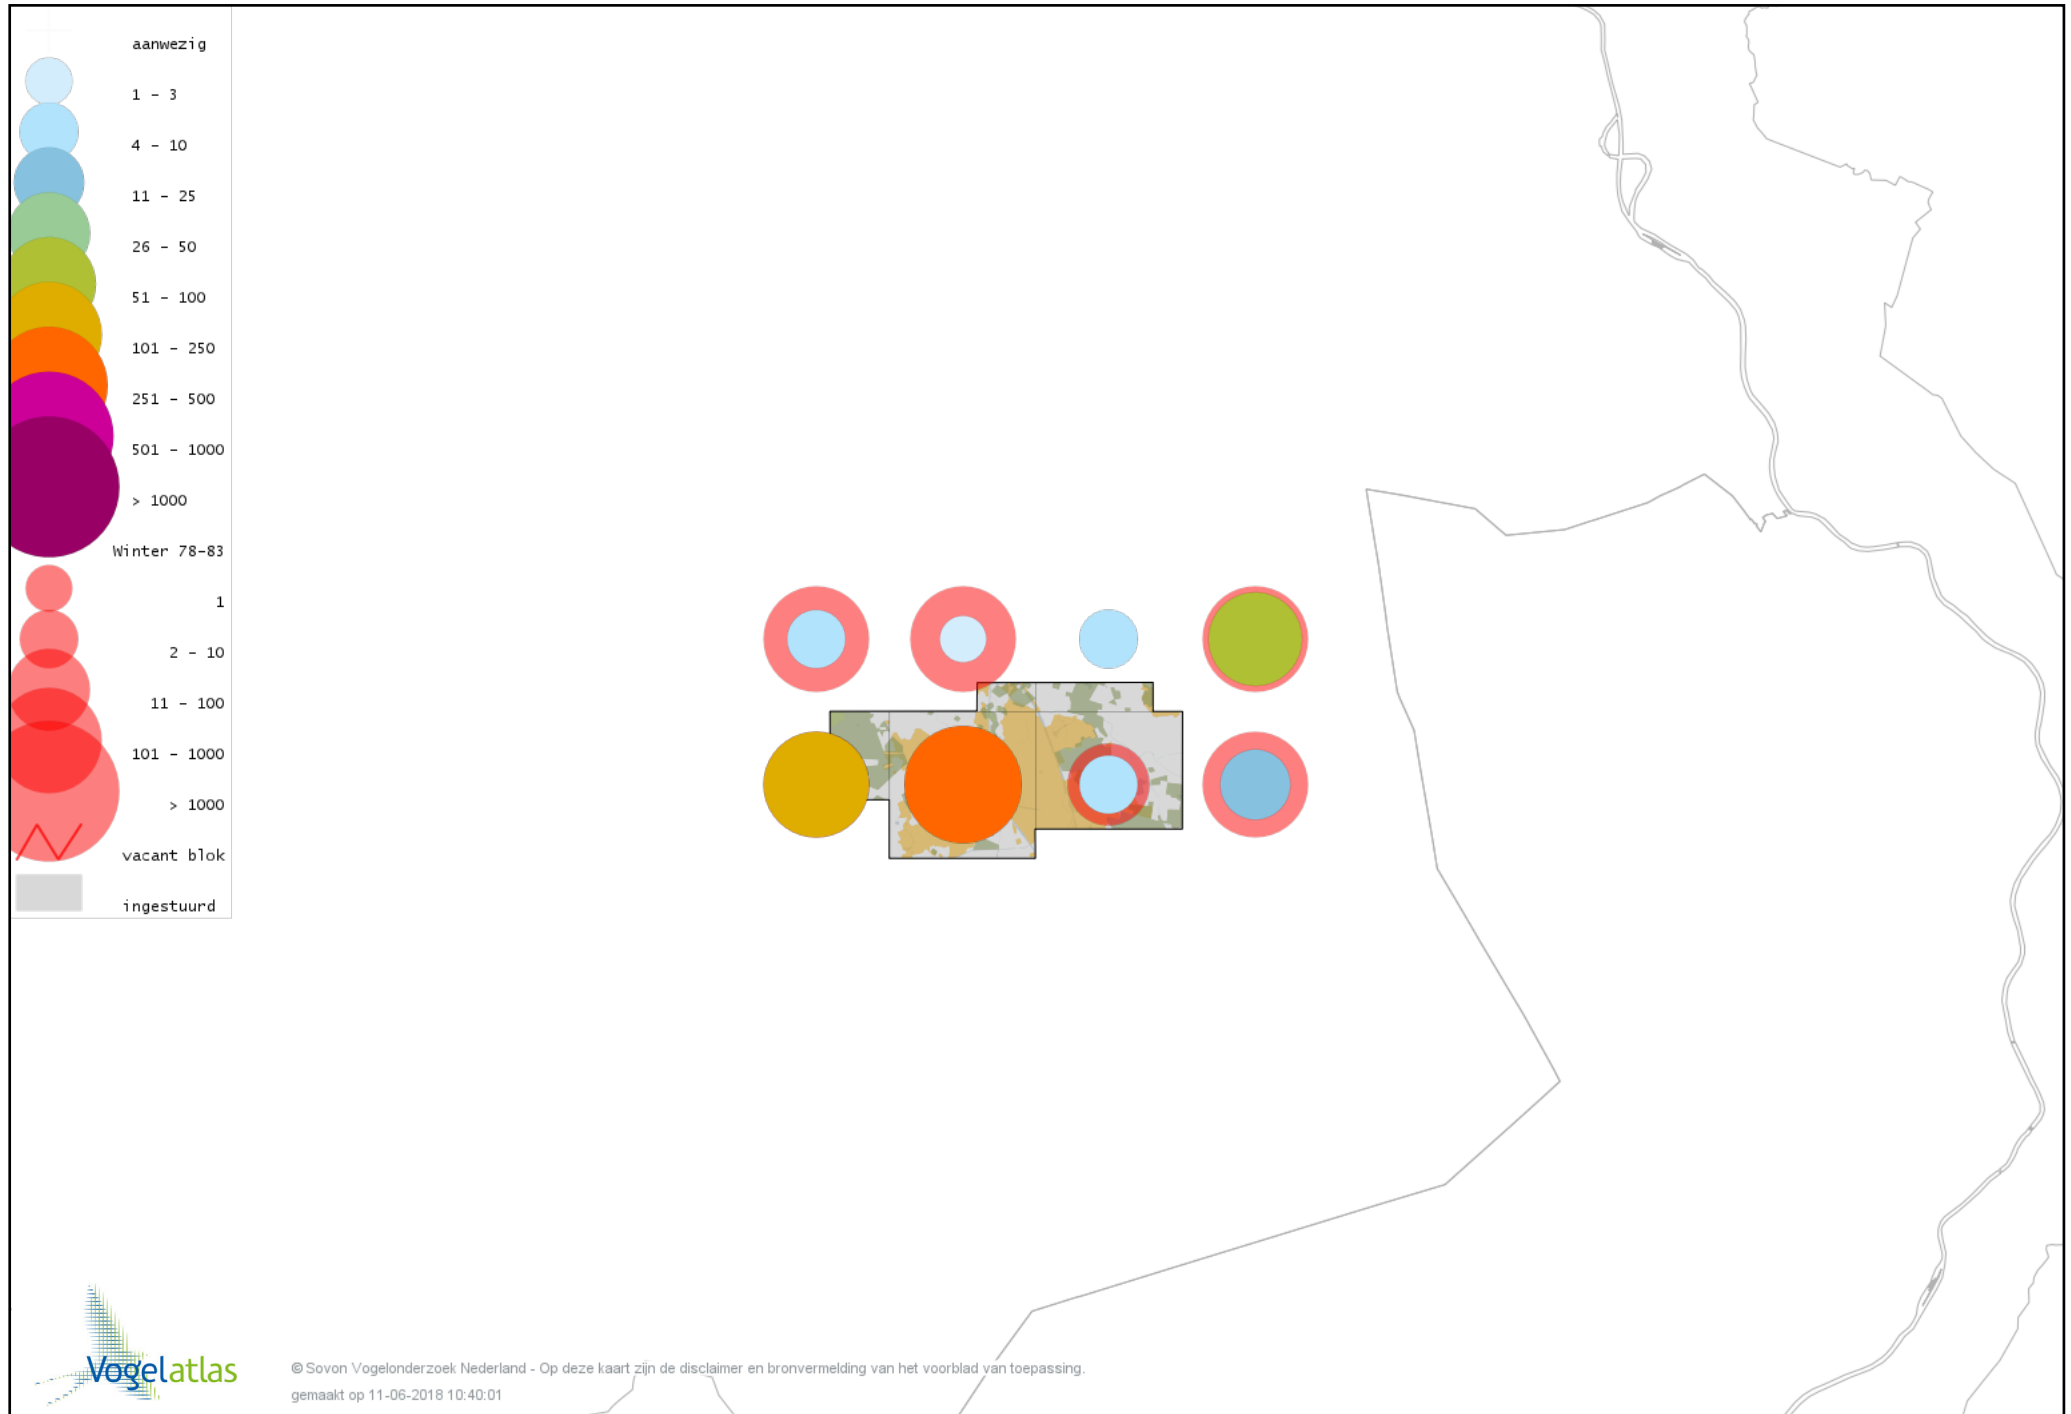 aanwezig
1 - 3
4 - 10
11 - 25
26 - 50
51 - 100
101 - 250
251 - 500
501 - 1000
> 1000
Winter 78-83
1
2 - 10
11 - 100
101 - 1000
> 1000
vacant blok
ingestuurd
Vogelatlas
© Sovon Vogelonderzoek Nederland - Op deze kaart zijn de disclaimer en bronvermelding van het voorblad van toepassing.
gemaakt op 11-06-2018 10:40:01